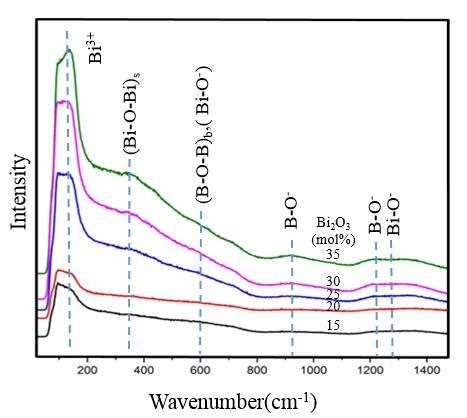 Bi³⁺
(Bi-O-Bi)ₛ
(B-O-B)b,( Bi-O⁻)
B-O⁻
Bi₂O₃
(mol%)
B-O⁻
Bi-O⁻
35
30
25
20
15
Intensity
200 400 600 800 1000 1200 1400
Wavenumber(cm⁻¹)